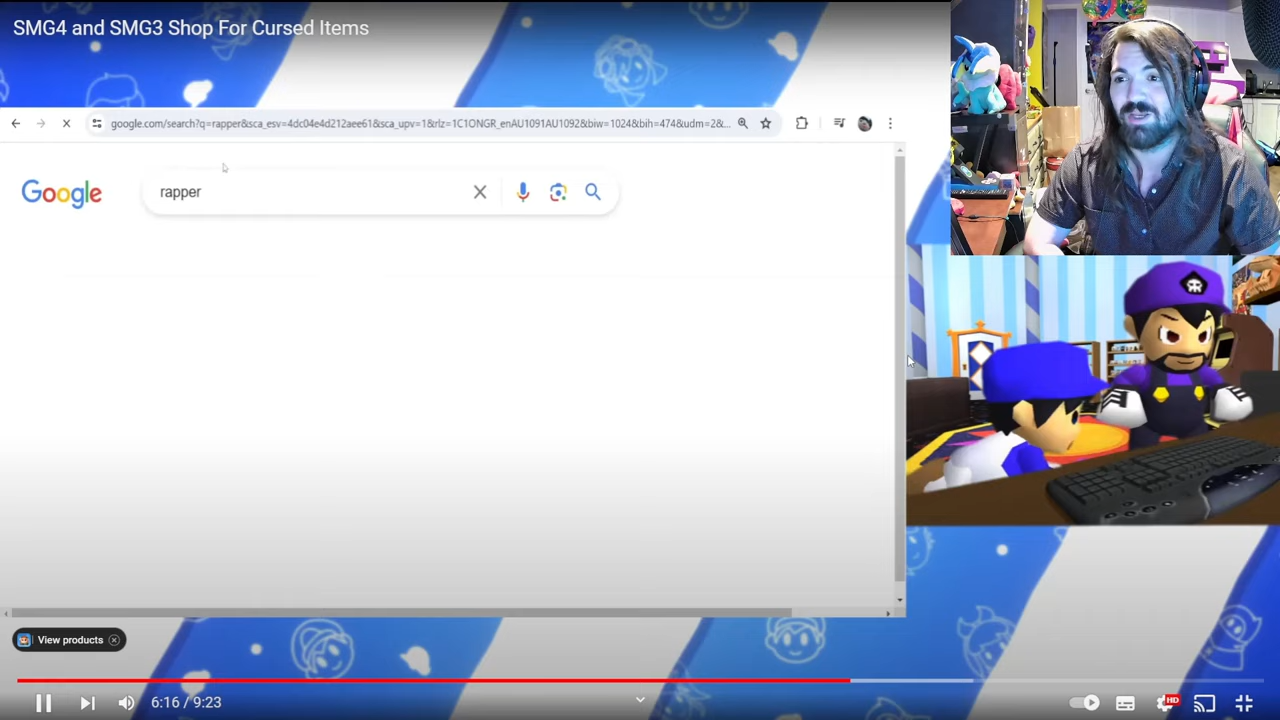 SMG4 and SMG3 Shop For Cursed Items
google.com/search?q=rapper&sca_esv=4dc04e4d212aee61&sca_upv=1&rlz=1C1ONGR_enAU1091AU1092&biw=1024&bih=474&udm=2&...
Google
rapper
View products
6:16 / 9:23
HD